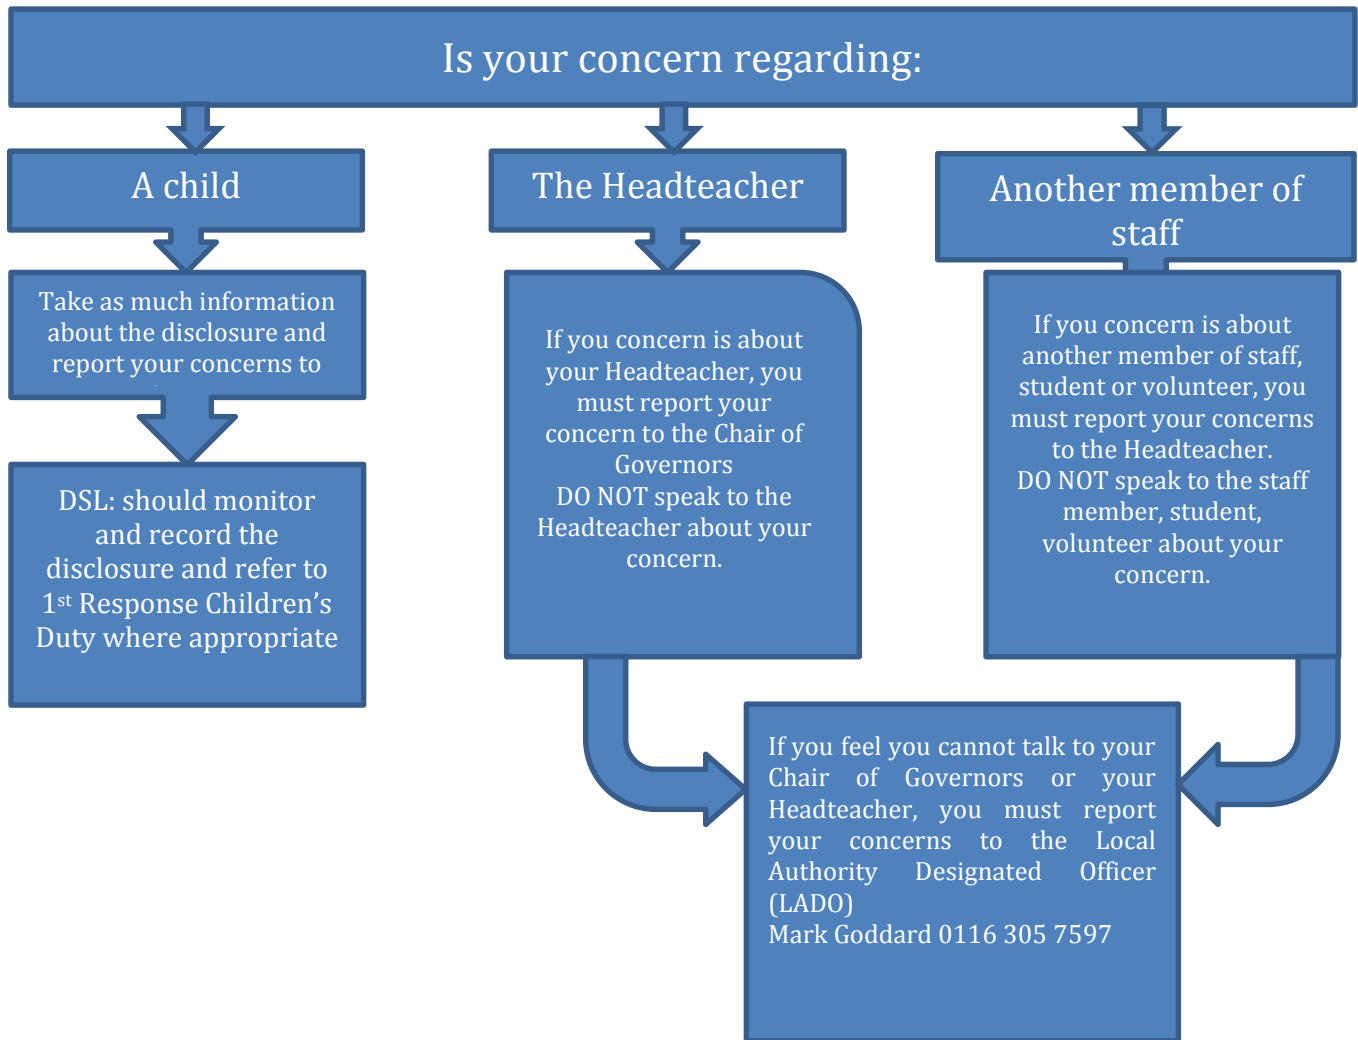 Is your concern regarding:
A child
Take as much information
about the disclosure and
report your concerns to
DSL: should monitor
and record the
disclosure and refer to
1st Response Children's
Duty where appropriate
The Headteacher
If you concern is about
your Headteacher, you
must report your
concern to the Chair of
Governors
DO NOT speak to the
Headteacher about your
concern.
Another member of
staff
If you concern is about
another member of staff,
student or volunteer, you
must report your concerns
to the Headteacher.
DO NOT speak to the staff
member, student,
volunteer about your
concern.
If you feel you cannot talk to your
Chair of Governors or your
Headteacher, you must report
your concerns to the Local
Authority Designated Officer
(LADO)
Mark Goddard 0116 305 7597